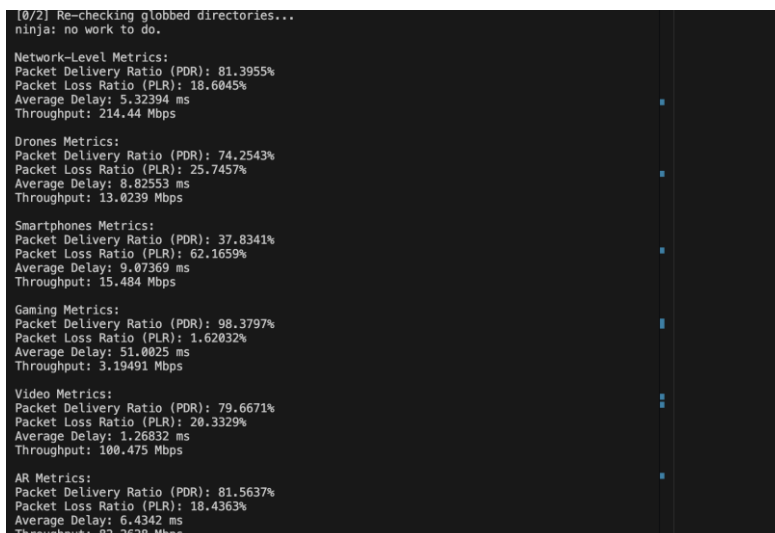 [0/2] Re-checking globbed directories...
ninja: no work to do.
Network-Level Metrics:
Packet Delivery Ratio (PDR): 81.3955%
Packet Loss Ratio (PLR): 18.6045%
Average Delay: 5.32394 ms
Throughput: 214.44 Mbps
Drones Metrics:
Packet Delivery Ratio (PDR): 74.2543%
Packet Loss Ratio (PLR): 25.7457%
Average Delay: 8.82553 ms
Throughput: 13.0239 Mbps
Smartphones Metrics:
Packet Delivery Ratio (PDR): 37.8341%
Packet Loss Ratio (PLR): 62.1659%
Average Delay: 9.07369 ms
Throughput: 15.484 Mbps
Gaming Metrics:
Packet Delivery Ratio (PDR): 98.3797%
Packet Loss Ratio (PLR): 1.62032%
Average Delay: 51.0025 ms
Throughput: 3.19491 Mbps
Video Metrics:
Packet Delivery Ratio (PDR): 79.6671%
Packet Loss Ratio (PLR): 20.3329%
Average Delay: 1.26832 ms
Throughput: 100.475 Mbps
AR Metrics:
Packet Delivery Ratio (PDR): 81.5637%
Packet Loss Ratio (PLR): 18.4363%
Average Delay: 6.4342 ms
Throughput: Mbps